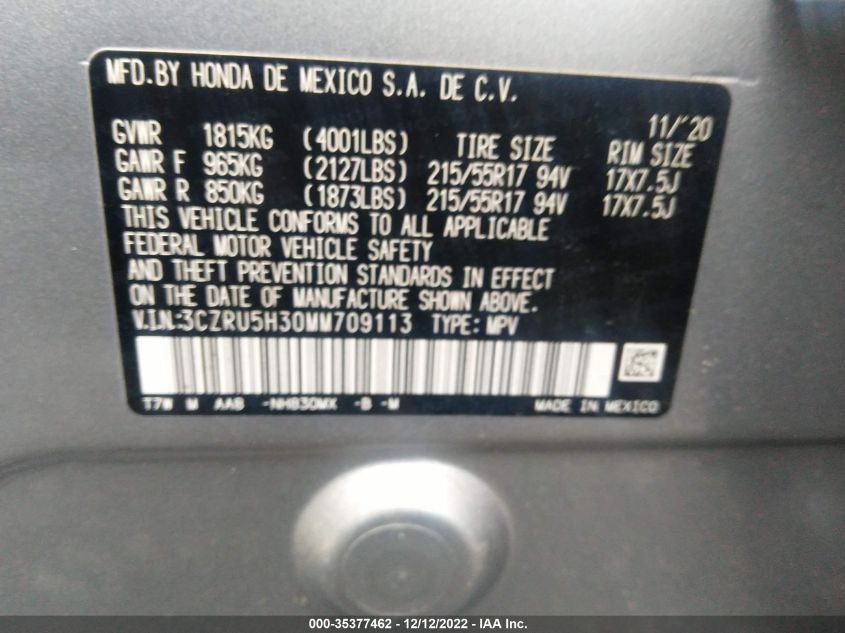 MFD.BY HONDA DE MEXICO S.A. DE C.V.
11/'20
GVWR 1815KG (4001LBS) TIRE SIZE RIM SIZE
GAWR F 965KG (2127LBS) 215/55R17 94V 17X7.5J
GAWR R 850KG (1873LBS) 215/55R17 94V 17X7.5J
THIS VEHICLE CONFORMS TO ALL APPLICABLE
FEDERAL MOTOR VEHICLE SAFETY
AND THEFT PREVENTION STANDARDS IN EFFECT
ON THE DATE OF MANUFACTURE SHOWN ABOVE.
V.I.N:3CZRU5H30MM709113 TYPE: MPV
T7W M AAB -NH830MX -B -M MADE IN MEXICO
000-35377462 - 12/12/2022 - IAA Inc.